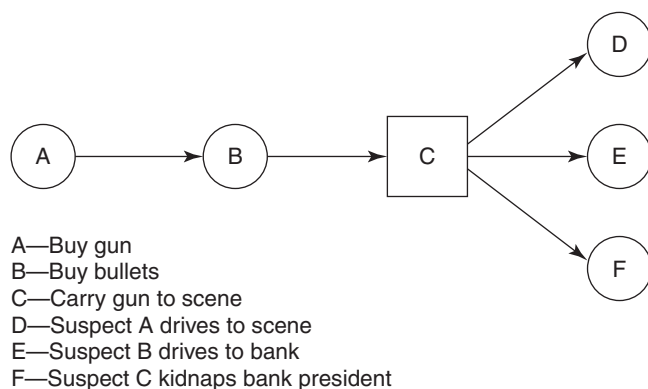 D
A
B
C
E
F
A—Buy gun
B—Buy bullets
C—Carry gun to scene
D—Suspect A drives to scene
E—Suspect B drives to bank
F—Suspect C kidnaps bank president